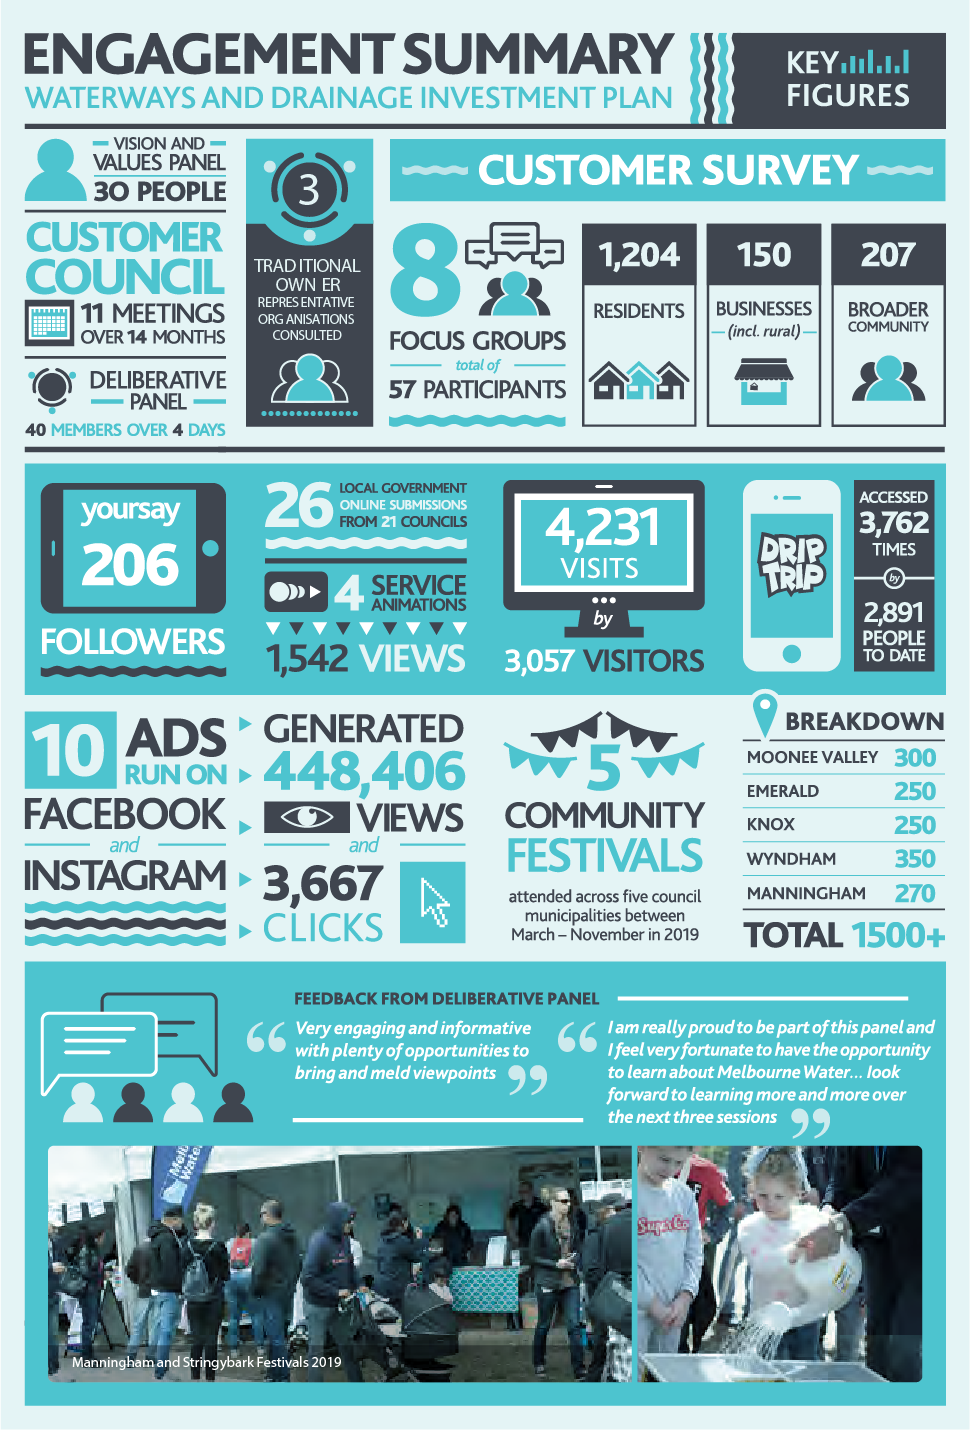 ENGAGEMENT SUMMARY
WATERWAYS AND DRAINAGE INVESTMENT PLAN
KEY
FIGURES
VISION AND
VALUES PANEL
30 PEOPLE
CUSTOMER
COUNCIL
11 MEETINGS
OVER 14 MONTHS
DELIBERATIVE
PANEL
40 MEMBERS OVER 4 DAYS
3
TRAD ITIONAL
OWN ER
REPRES ENTATIVE
ORG ANISATIONS
CONSULTED
CUSTOMER SURVEY
8
FOCUS GROUPS
total of
57 PARTICIPANTS
1,204
RESIDENTS
150
BUSINESSES
(incl. rural)
207
BROADER
COMMUNITY
yoursay
206
FOLLOWERS
26 LOCAL GOVERNMENT
ONLINE SUBMISSIONS
FROM 21 COUNCILS
4 SERVICE
ANIMATIONS
1,542 VIEWS
4,231
VISITS
by
3,057 VISITORS
DRIP
TRIP
ACCESSED
3,762
TIMES
by
2,891
PEOPLE
TO DATE
10 ADS
RUN ON
FACEBOOK
and
INSTAGRAM
GENERATED
448,406
VIEWS
and
3,667
CLICKS
5
COMMUNITY
FESTIVALS
attended across five council
municipalities between
March – November in 2019
BREAKDOWN
MOONEE VALLEY 300
EMERALD 250
KNOX 250
WYNDHAM 350
MANNINGHAM 270
TOTAL 1500+
FEEDBACK FROM DELIBERATIVE PANEL
“Very engaging and informative
with plenty of opportunities to
bring and meld viewpoints”
“I am really proud to be part of this panel and
I feel very fortunate to have the opportunity
to learn about Melbourne Water... look
forward to learning more and more over
the next three sessions”
Water
Manningham and Stringybark Festivals 2019